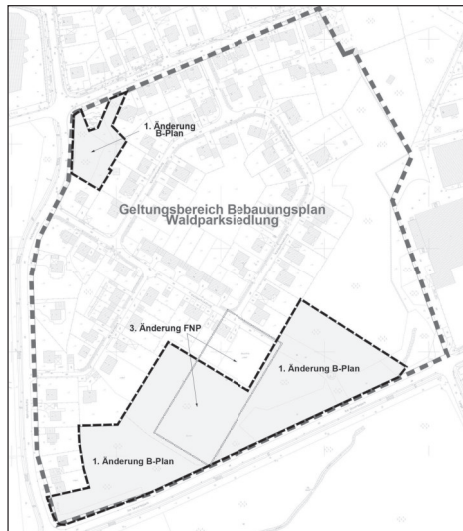 1. Änderung
B-Plan
Geltungsbereich Bebauungsplan
Waldparksiedlung
3. Änderung FNP
1. Änderung B-Plan
1. Änderung B-Plan